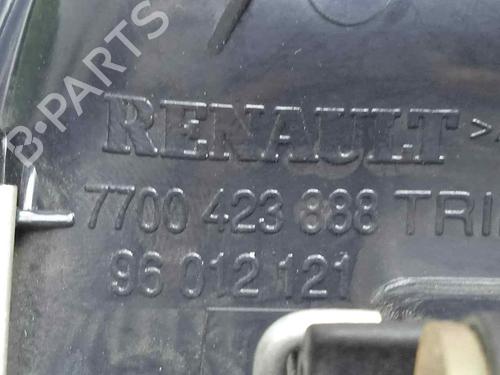 B-PARTS
RENAULT >
7700 423 888 TRI
96 012 121